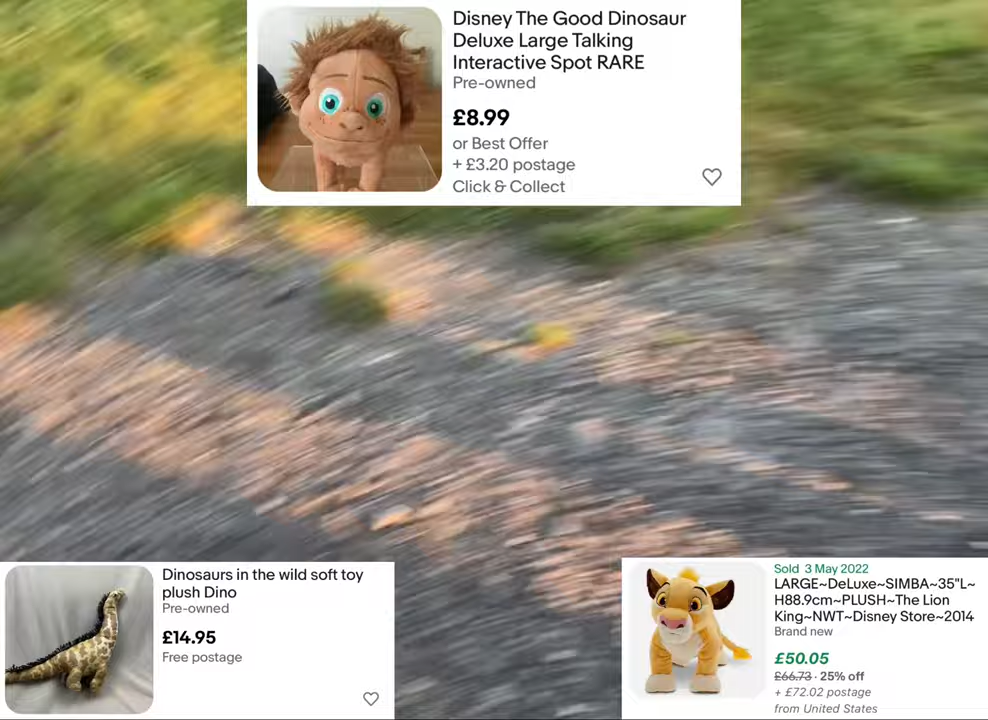 Disney The Good Dinosaur
Deluxe Large Talking
Interactive Spot RARE
Pre-owned
£8.99
or Best Offer
+ £3.20 postage
Click & Collect
Dinosaurs in the wild soft toy
plush Dino
Pre-owned
£14.95
Free postage
Sold 3 May 2022
LARGE~DeLuxe~SIMBA~35"L~
H88.9cm~PLUSH~The Lion
King~NWT~Disney Store~2014
Brand new
£50.05
£66.73 · 25% off
+ £72.02 postage
from United States